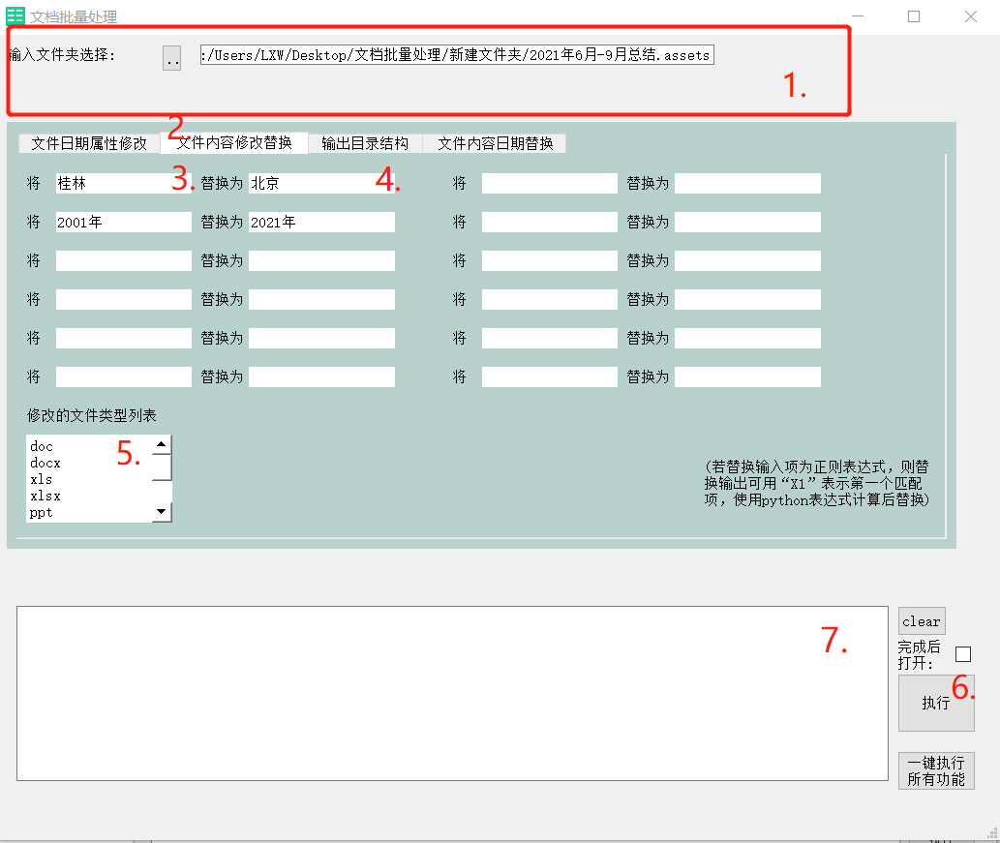 文档批量处理
输入文件夹选择: .. :/Users/LXW/Desktop/文档批量处理/新建文件夹/2021年6月-9月总结.assets
1.
2.
文件日期属性修改 文件内容修改替换 输出目录结构 文件内容日期替换
将 桂林 3. 替换为 北京 4. 将 替换为
将 2001年 替换为 2021年 将 替换为
将 替换为 将 替换为
将 替换为 将 替换为
将 替换为 将 替换为
将 替换为 将 替换为
修改的文件类型列表
doc
5.
docx
xls
xlsx
ppt
(若替换输入项为正则表达式，则替
换输出可用“X1”表示第一个匹配
项，使用python表达式计算后替换)
7.
clear
完成后
打开:
6.
执行
一键执行
所有功能